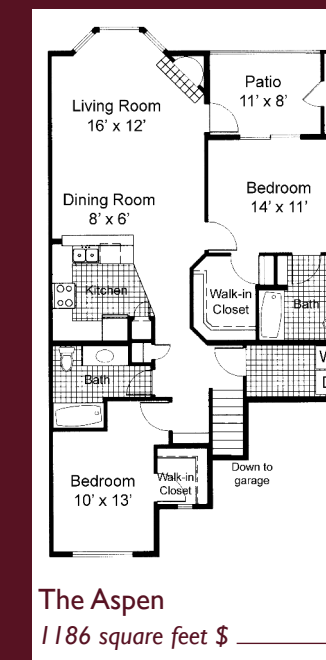 Patio
11' x 8'
Living Room
16' x 12'
Bedroom
14' x 11'
Dining Room
8' x 6'
Kitchen
Walk-in
Closet
Bath
Bath
W
D
Bedroom
10' x 13'
Walk-in
Closet
Down to
garage
The Aspen
1186 square feet $